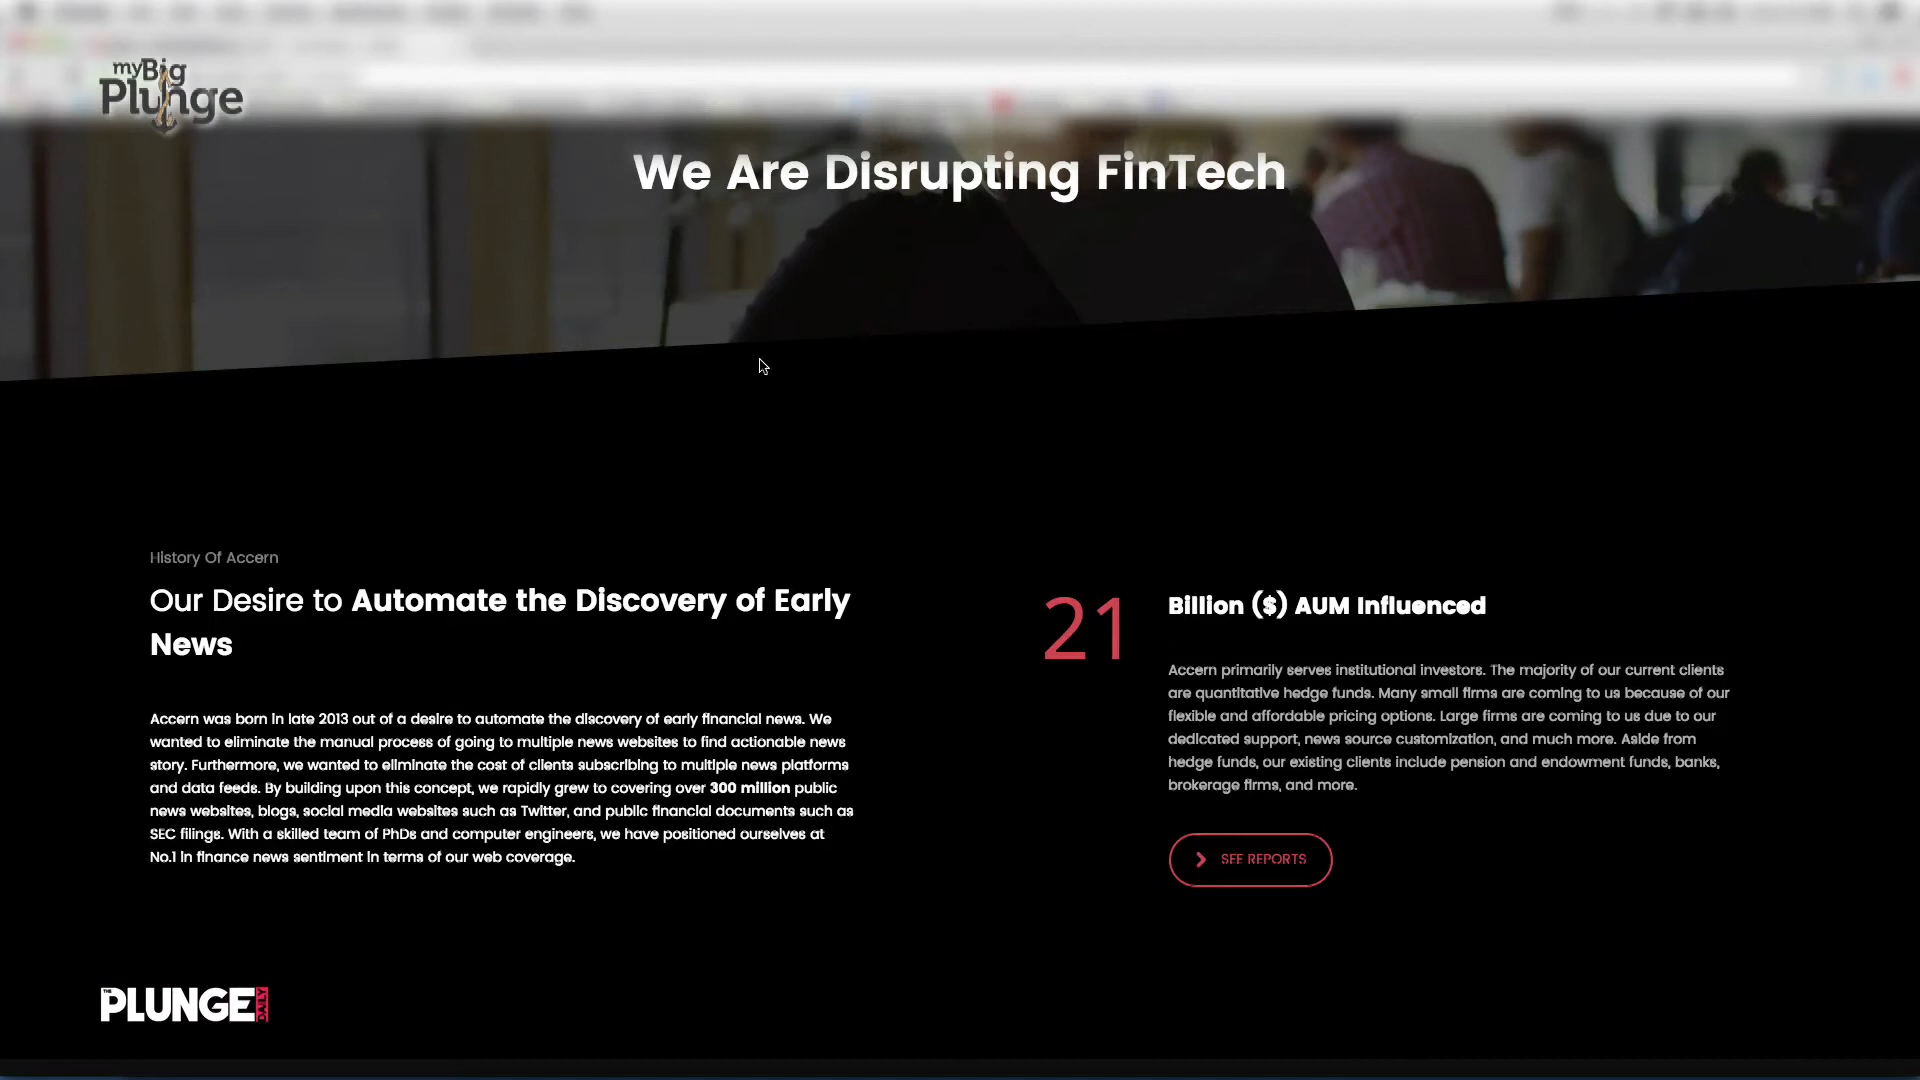 myBig
Plunge
We Are Disrupting FinTech
History Of Accern
Our Desire to Automate the Discovery of Early
News
Accern was born in late 2013 out of a desire to automate the discovery of early financial news. We
wanted to eliminate the manual process of going to multiple news websites to find actionable news
story. Furthermore, we wanted to eliminate the cost of clients subscribing to multiple news platforms
and data feeds. By building upon this concept, we rapidly grew to covering over 300 million public
news websites, blogs, social media websites such as Twitter, and public financial documents such as
SEC filings. With a skilled team of PhDs and computer engineers, we have positioned ourselves at
No.1 in finance news sentiment in terms of our web coverage.
21
Billion ($) AUM Influenced
Accern primarily serves institutional investors. The majority of our current clients
are quantitative hedge funds. Many small firms are coming to us because of our
flexible and affordable pricing options. Large firms are coming to us due to our
dedicated support, news source customization, and much more. Aside from
hedge funds, our existing clients include pension and endowment funds, banks,
brokerage firms, and more.
SEE REPORTS
THE PLUNGE DAILY